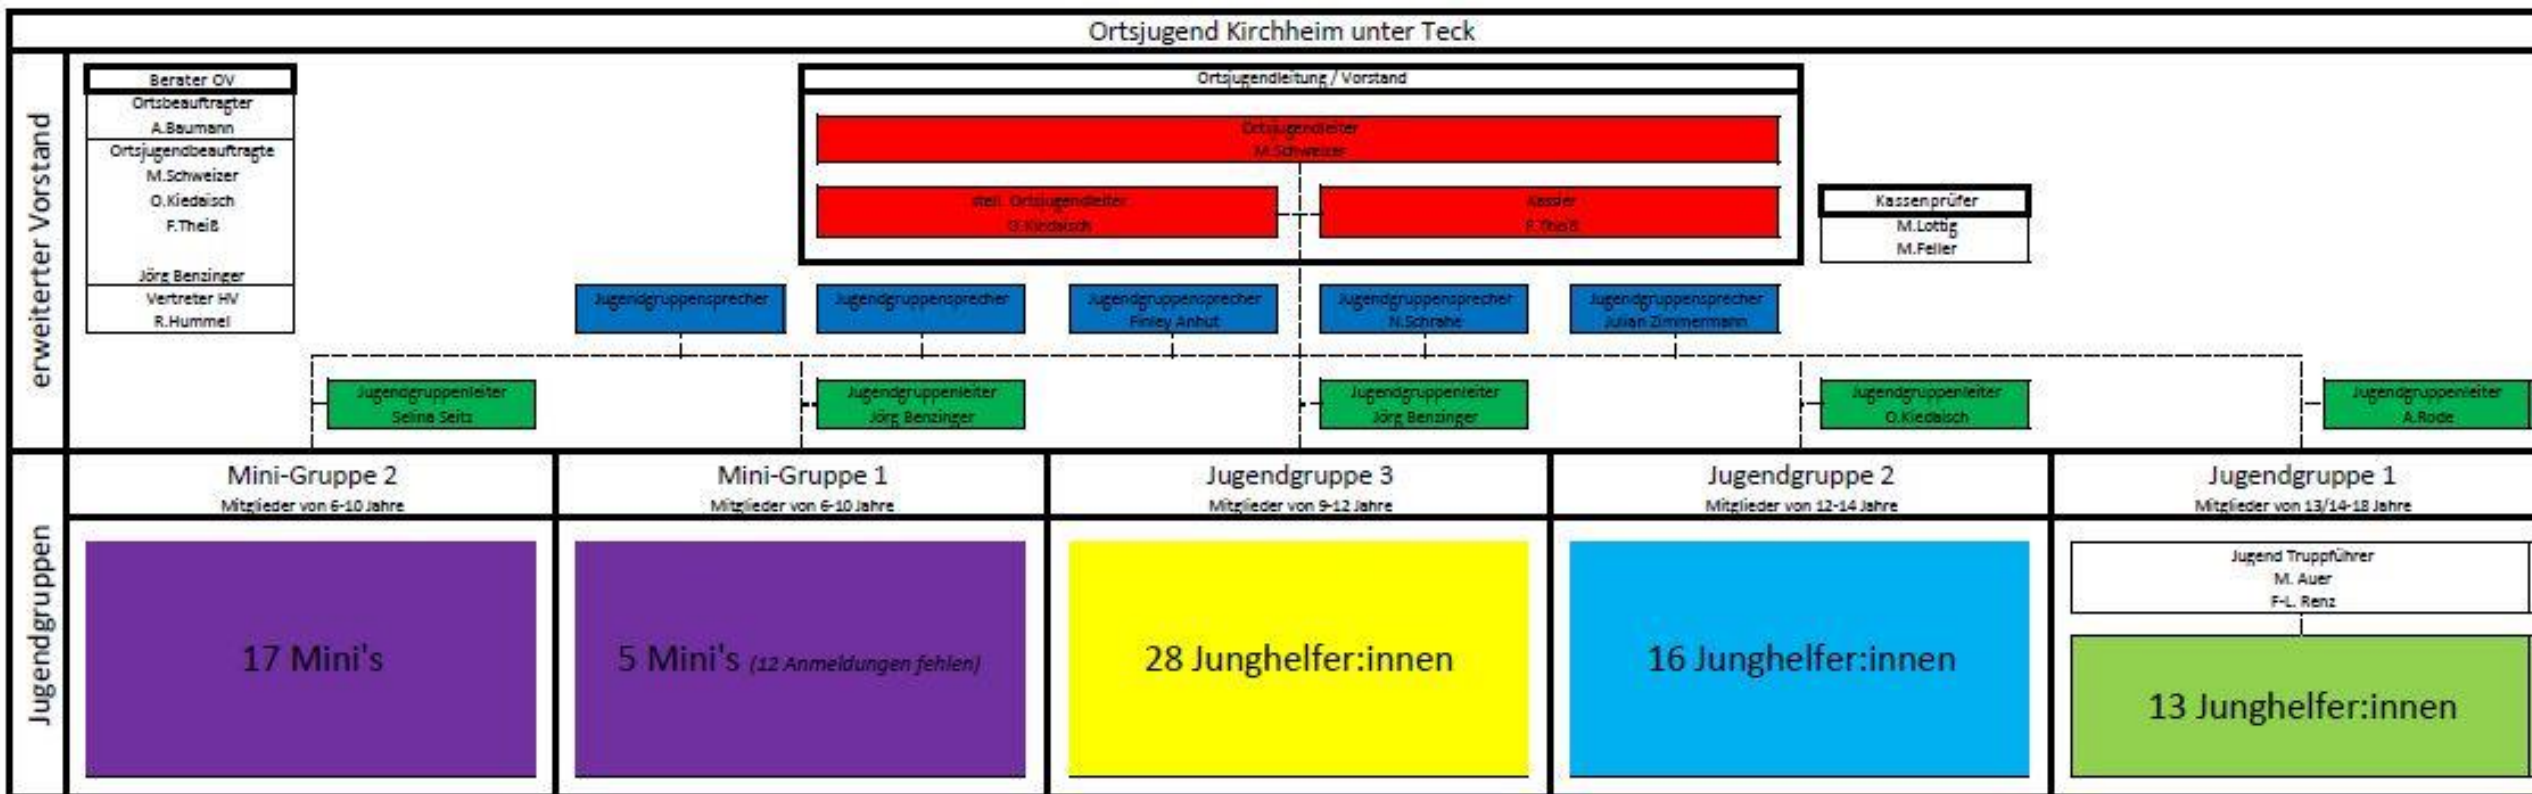 Ortsjugend Kirchheim unter Teck
erweiterter Vorstand
Berater OV
Ortsbeauftragter
A.Baumann
Ortsjugendbeauftragte
M.Schweizer
O.Kiedaisch
F.Theiß
Jörg Benzinger
Vertreter HV
R.Hummel
Ortsjugendleitung / Vorstand
Ortsjugendleiter
M.Schweizer
stell. Ortsjugendleiter
O.Kiedaisch
Kassier
F.Theiß
Kassenprüfer
M.Lottig
M.Feller
Jugendgruppensprecher
Jugendgruppensprecher
Jugendgruppensprecher
Finley Anhut
Jugendgruppensprecher
N.Schrahe
Jugendgruppensprecher
Julian Zimmermann
Jugendgruppenleiter
Selina Seitz
Jugendgruppenleiter
Jörg Benzinger
Jugendgruppenleiter
Jörg Benzinger
Jugendgruppenleiter
O.Kiedaisch
Jugendgruppenleiter
A.Rode
Jugendgruppen
Mini-Gruppe 2
Mitglieder von 6-10 Jahre
Mini-Gruppe 1
Mitglieder von 6-10 Jahre
Jugendgruppe 3
Mitglieder von 9-12 Jahre
Jugendgruppe 2
Mitglieder von 12-14 Jahre
Jugendgruppe 1
Mitglieder von 13/14-18 Jahre
17 Mini's
5 Mini's (12 Anmeldungen fehlen)
28 Junghelfer:innen
16 Junghelfer:innen
Jugend Truppführer
M. Auer
F-L. Renz
13 Junghelfer:innen